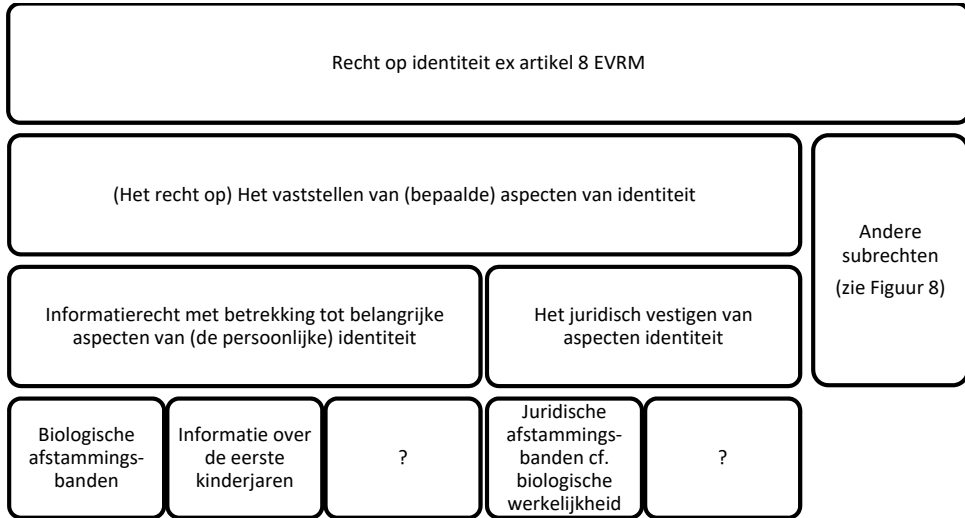 Recht op identiteit ex artikel 8 EVRM
(Het recht op) Het vaststellen van (bepaalde) aspecten van identiteit
Andere
subrechten
(zie Figuur 8)
Informatierecht met betrekking tot belangrijke
aspecten van (de persoonlijke) identiteit
Het juridisch vestigen van
aspecten identiteit
Biologische
afstammings-
banden
Informatie over
de eerste
kinderjaren
?
Juridische
afstammings-
banden cf.
biologische
werkelijkheid
?